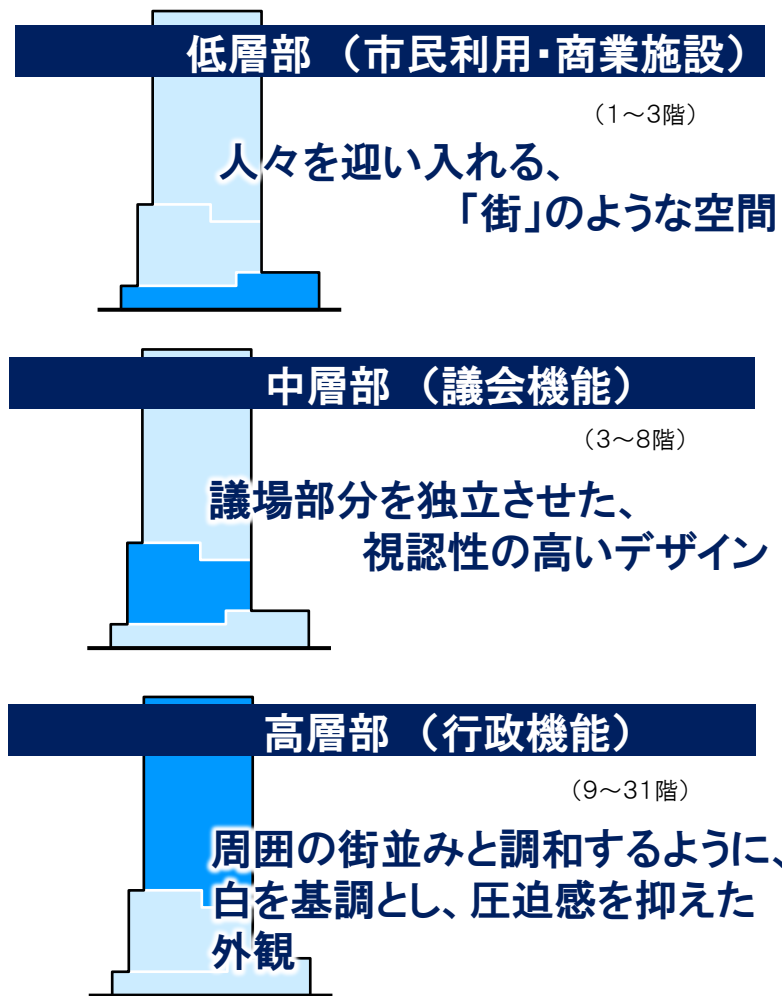 低層部 （市民利用・商業施設）
（1～3階）
人々を迎い入れる、
「街」のような空間
中層部 （議会機能）
（3～8階）
議場部分を独立させた、
視認性の高いデザイン
高層部 （行政機能）
（9～31階）
周囲の街並みと調和するように、
白を基調とし、圧迫感を抑えた
外観